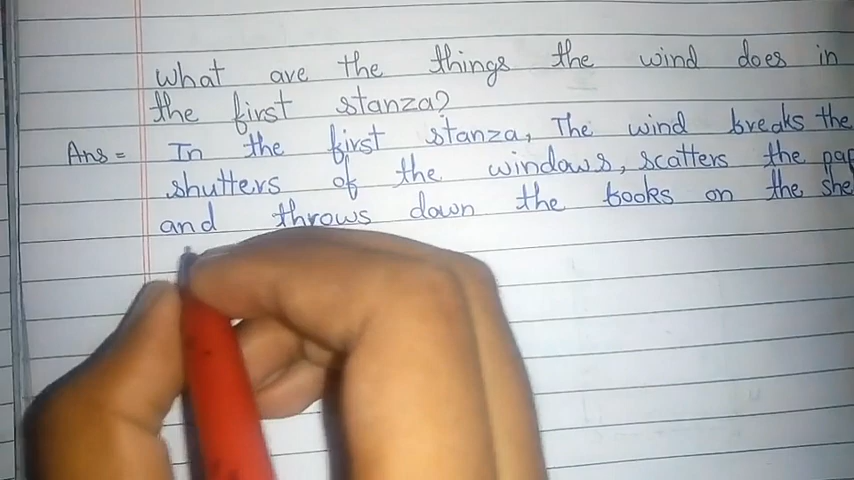 What are the things the wind does in
the first stanza?
Ans = In the first stanza, The wind breaks the
shutters of the windows, scatters the
and throws down the books on the